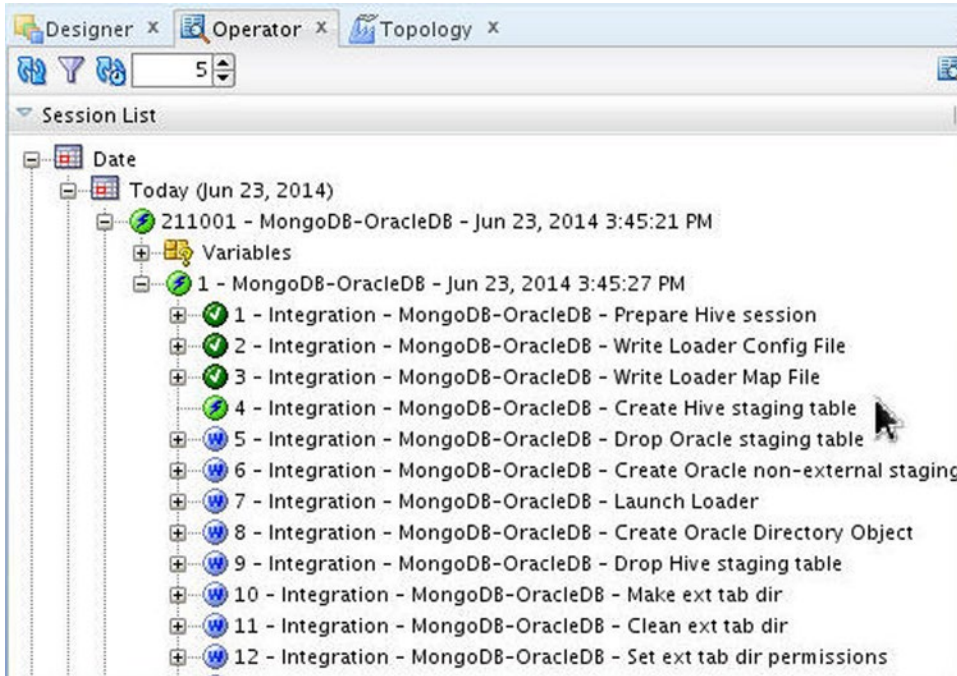 Designer x Operator x Topology x
5
Session List
Date
Today (Jun 23, 2014)
211001 - MongoDB-OracleDB - Jun 23, 2014 3:45:21 PM
Variables
1 - MongoDB-OracleDB - Jun 23, 2014 3:45:27 PM
1 - Integration - MongoDB-OracleDB - Prepare Hive session
2 - Integration - MongoDB-OracleDB - Write Loader Config File
3 - Integration - MongoDB-OracleDB - Write Loader Map File
4 - Integration - MongoDB-OracleDB - Create Hive staging table
W 5 - Integration - MongoDB-OracleDB - Drop Oracle staging table
W 6 - Integration - MongoDB-OracleDB - Create Oracle non-external staging
W 7 - Integration - MongoDB-OracleDB - Launch Loader
W 8 - Integration - MongoDB-OracleDB - Create Oracle Directory Object
W 9 - Integration - MongoDB-OracleDB - Drop Hive staging table
W 10 - Integration - MongoDB-OracleDB - Make ext tab dir
W 11 - Integration - MongoDB-OracleDB - Clean ext tab dir
W 12 - Integration - MongoDB-OracleDB - Set ext tab dir permissions